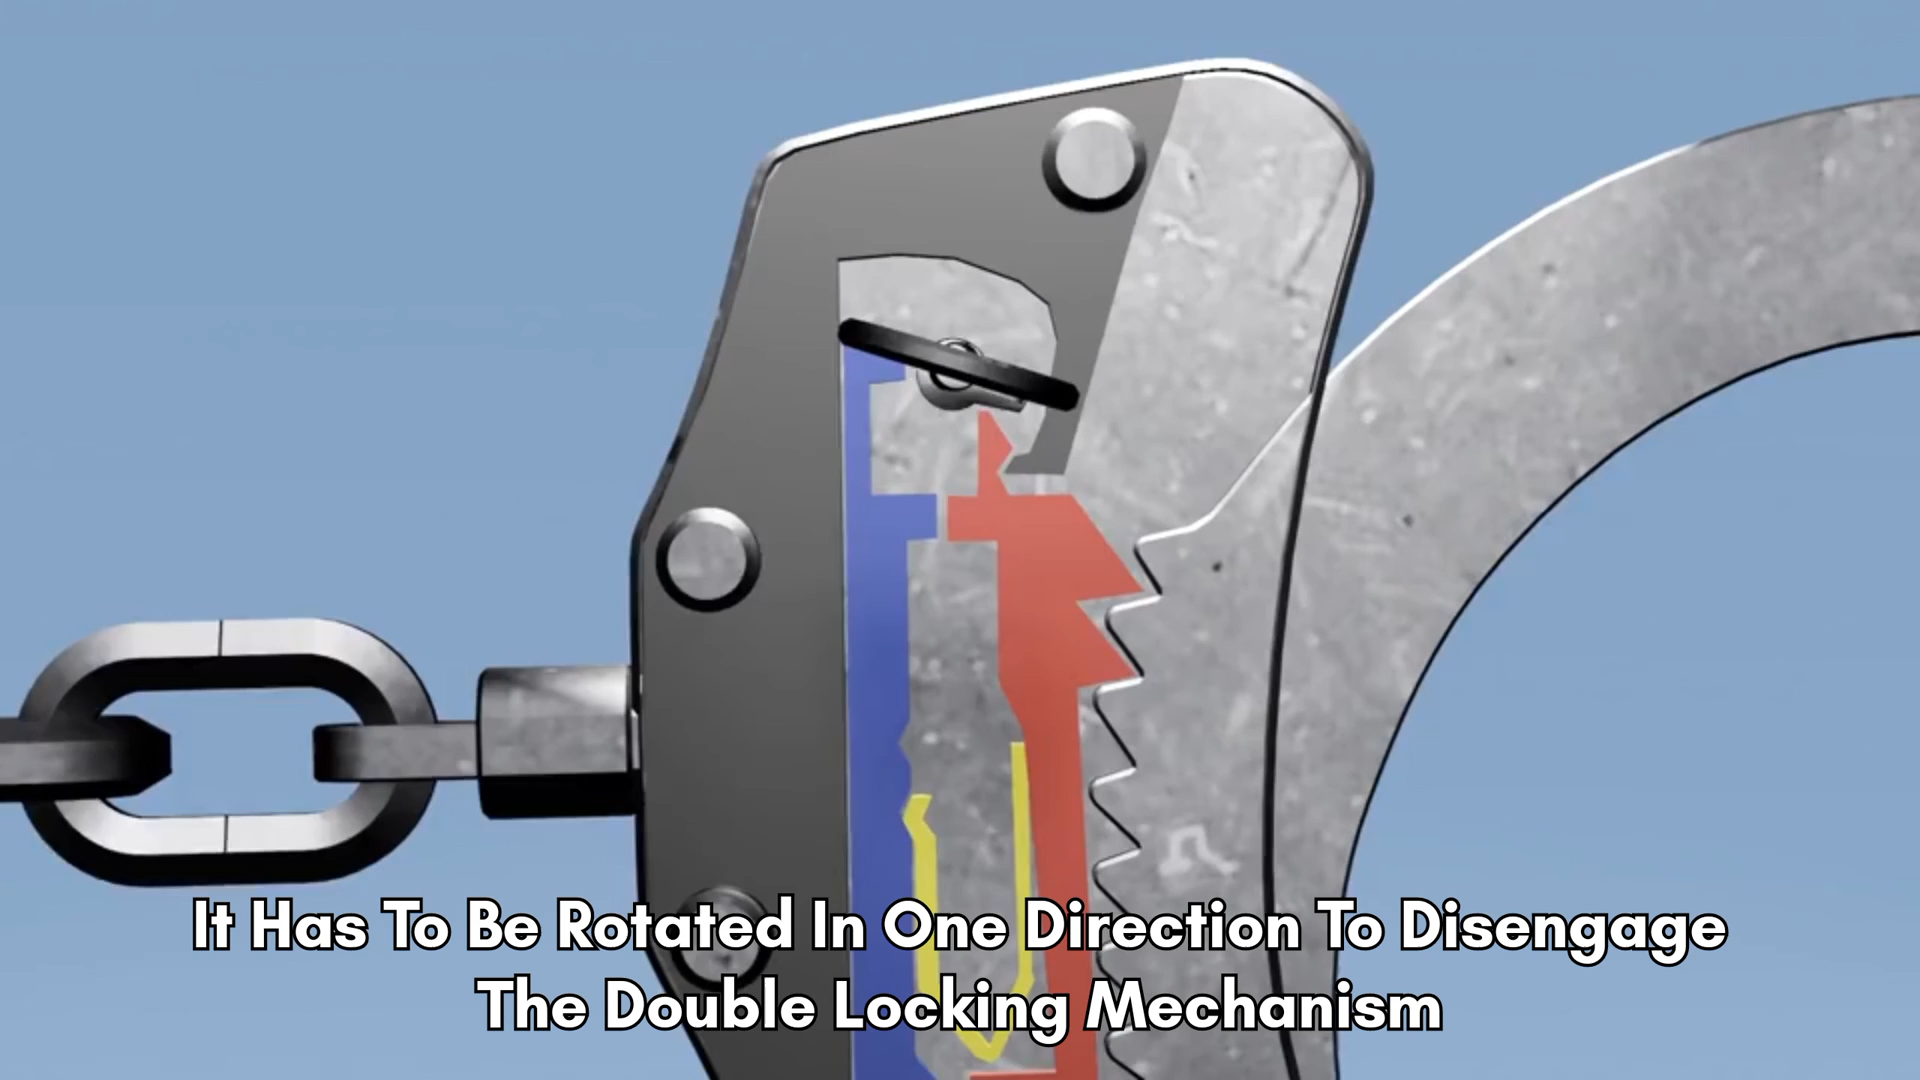 It Has To Be Rotated In One Direction To Disengage
The Double Locking Mechanism